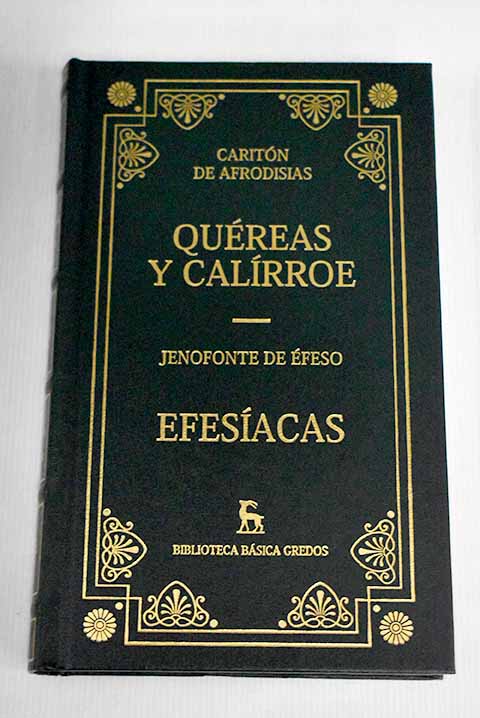 CARITÓN
DE AFRODISIAS
QUÉREAS
Y CALÍRROE
JENOFONTE DE ÉFESO
EFESÍACAS
BIBLIOTECA BÁSICA GREDOS